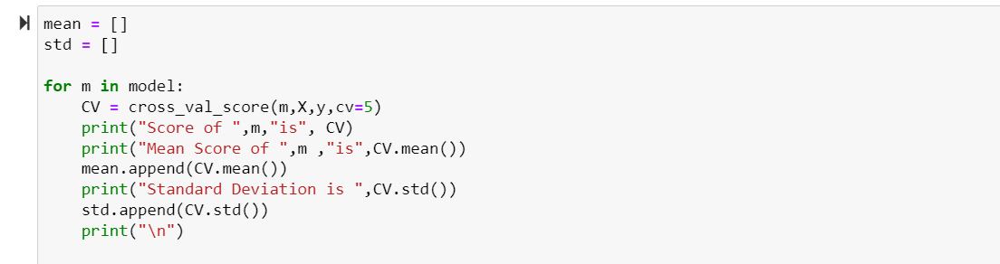 mean = []
std = []
for m in model:
    CV = cross_val_score(m,X,y,cv=5)
    print("Score of ",m,"is", CV)
    print("Mean Score of ",m ,"is",CV.mean())
    mean.append(CV.mean())
    print("Standard Deviation is ",CV.std())
    std.append(CV.std())
    print("\n")